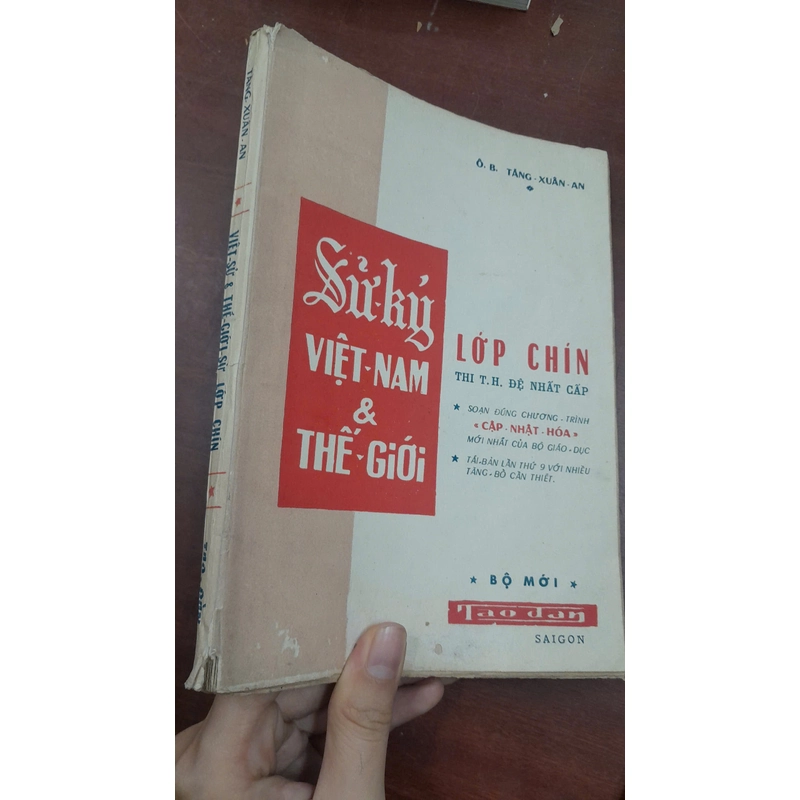 TĂNG-XUÂN-AN
VIỆT-SỬ & THẾ-GIỚI-SỬ LỚP CHÍN
Ô. B. TĂNG-XUÂN-AN
Sử-ký
VIỆT-NAM
&
THẾ-GIỚI
LỚP CHÍN
THI T.H. ĐỆ NHẤT CẤP
SOẠN ĐÚNG CHƯƠNG-TRÌNH
«CẬP-NHẬT-HÓA»
MỚI NHẤT CỦA BỘ GIÁO-DỤC
TÁI-BẢN LẦN THỨ 9 VỚI NHIỀU
TĂNG-BỔ CẦN THIẾT.
BỘ MỚI
Tao đàn
SAIGON